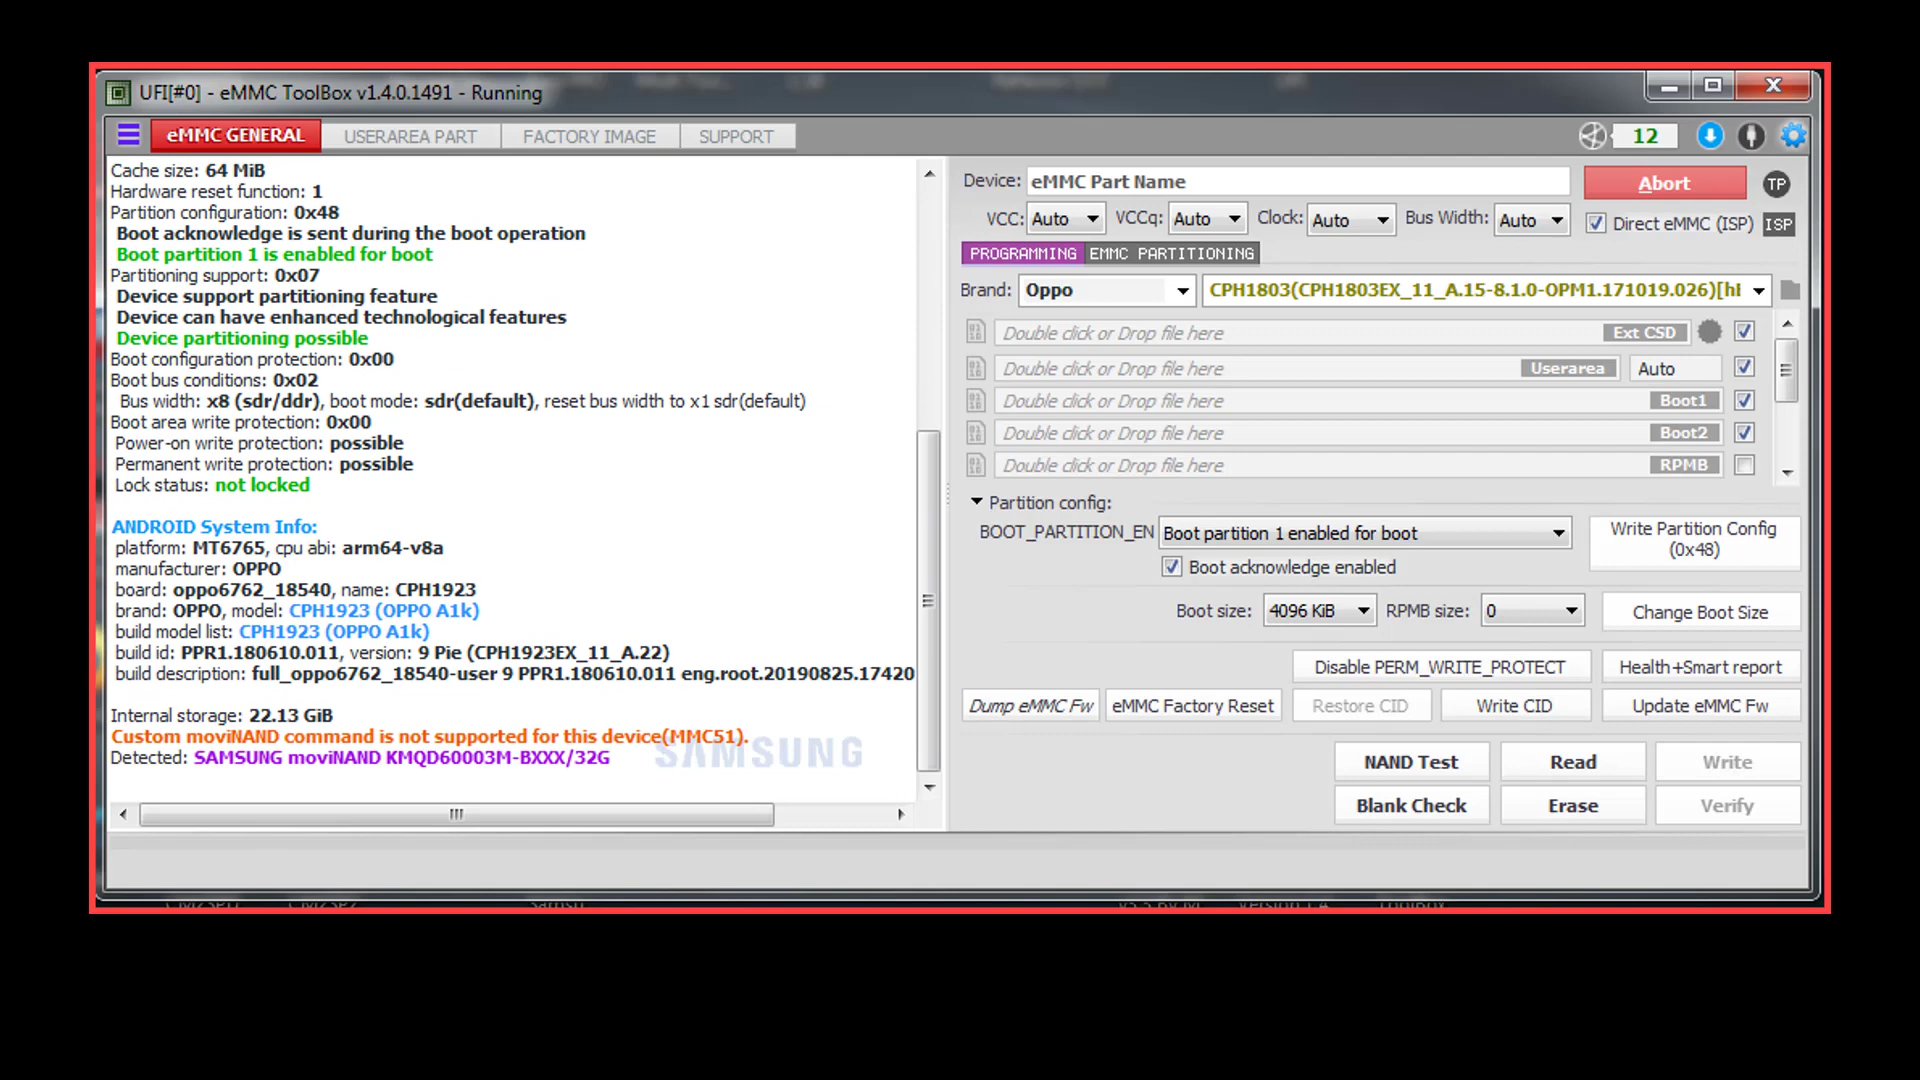 UFI[#0] - eMMC ToolBox v1.4.0.1491 - Running
eMMC GENERAL USERAREA PART FACTORY IMAGE SUPPORT 12
Cache size: 64 MiB
Hardware reset function: 1
Partition configuration: 0x48
Boot acknowledge is sent during the boot operation
Boot partition 1 is enabled for boot
Partitioning support: 0x07
Device support partitioning feature
Device can have enhanced technological features
Device partitioning possible
Boot configuration protection: 0x00
Boot bus conditions: 0x02
Bus width: x8 (sdr/ddr), boot mode: sdr(default), reset bus width to x1 sdr(default)
Boot area write protection: 0x00
Power-on write protection: possible
Permanent write protection: possible
Lock status: not locked
ANDROID System Info:
platform: MT6765, cpu abi: arm64-v8a
manufacturer: OPPO
board: oppo6762_18540, name: CPH1923
brand: OPPO, model: CPH1923 (OPPO A1k)
build model list: CPH1923 (OPPO A1k)
build id: PPR1.180610.011, version: 9 Pie (CPH1923EX_11_A.22)
build description: full_oppo6762_18540-user 9 PPR1.180610.011 eng.root.20190825.17420
Internal storage: 22.13 GiB
Custom moviNAND command is not supported for this device(MMC51).
Detected: SAMSUNG moviNAND KMQD60003M-BXXX/32G
SAMSUNG
Device: eMMC Part Name Abort TP
VCC: Auto VCCq: Auto Clock: Auto Bus Width: Auto Direct eMMC (ISP) ISP
PROGRAMMING EMMC PARTITIONING
Brand: Oppo CPH1803(CPH1803EX_11_A.15-8.1.0-OPM1.171019.026)
Double click or Drop file here Ext CSD
Double click or Drop file here Userarea Auto
Double click or Drop file here Boot1
Double click or Drop file here Boot2
Double click or Drop file here RPMB
Partition config:
BOOT_PARTITION_EN Boot partition 1 enabled for boot Write Partition Config (0x48)
Boot acknowledge enabled
Boot size: 4096 KiB RPMB size: 0 Change Boot Size
Disable PERM_WRITE_PROTECT Health+Smart report
Dump eMMC Fw eMMC Factory Reset Restore CID Write CID Update eMMC Fw
NAND Test Read Write
Blank Check Erase Verify